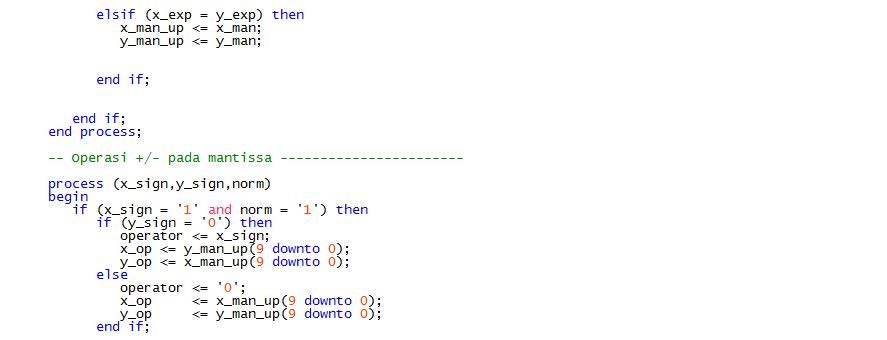 elsif (x_exp = y_exp) then
x_man_up <= x_man;
y_man_up <= y_man;
end if;
end if;
end process;
-- Operasi +/- pada mantissa -----------------------
process (x_sign,y_sign,norm)
begin
if (x_sign = '1' and norm = '1') then
if (y_sign = '0') then
operator <= x_sign;
x_op <= y_man_up(9 downto 0);
y_op <= x_man_up(9 downto 0);
else
operator <= '0';
x_op     <= x_man_up(9 downto 0);
y_op     <= y_man_up(9 downto 0);
end if;